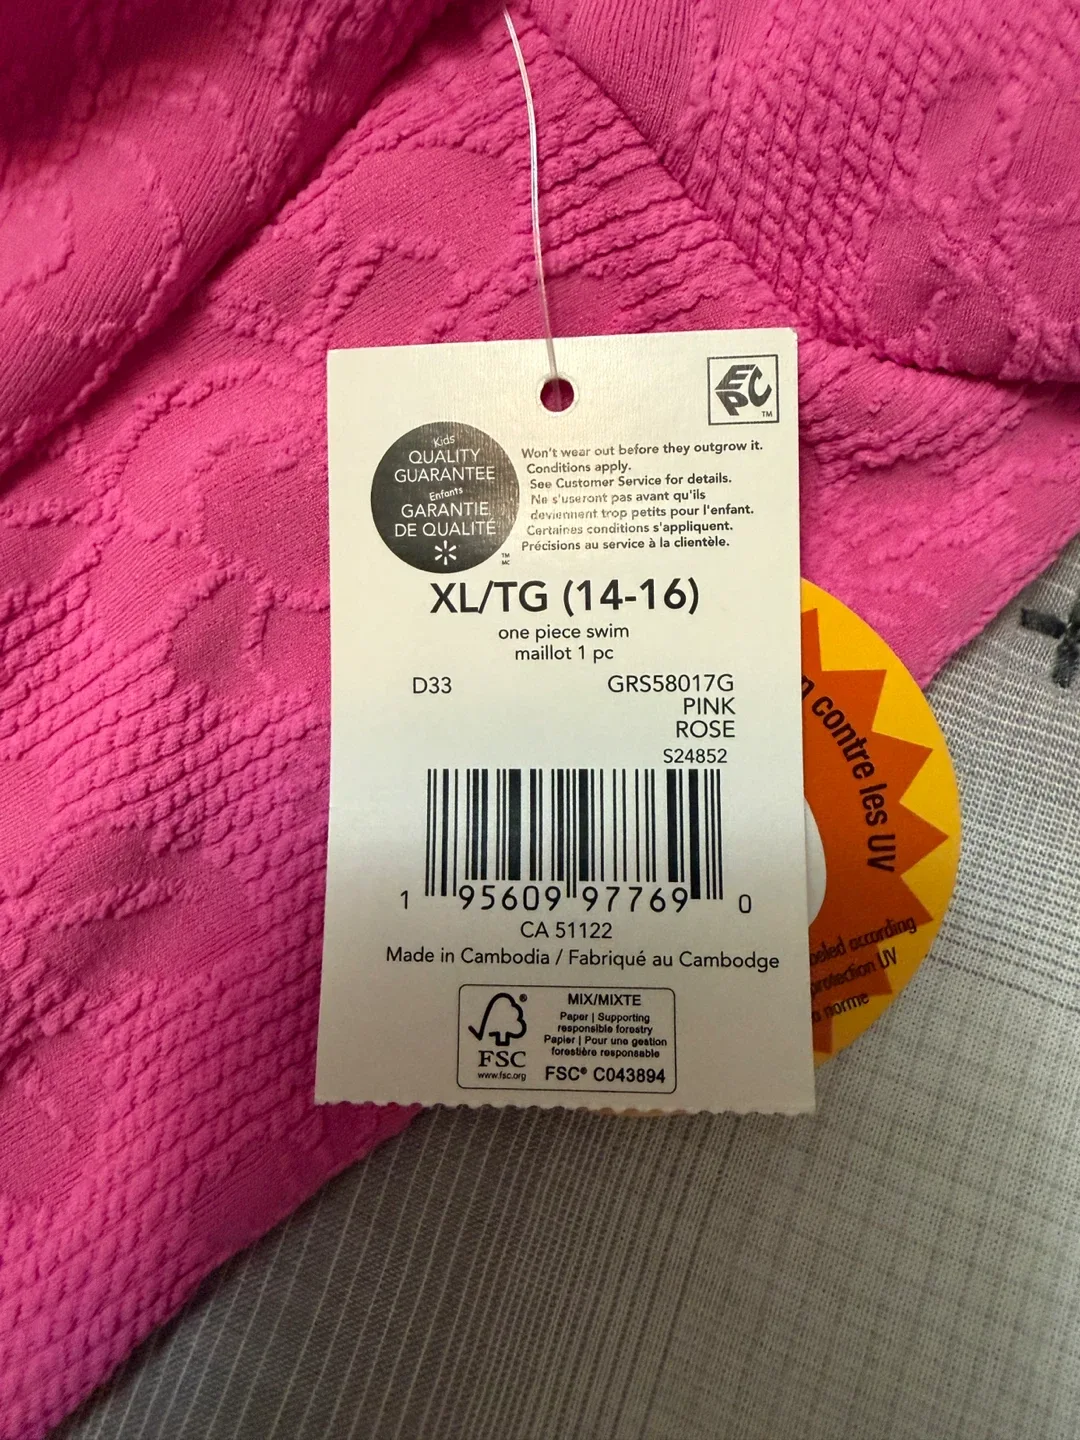 EPC
TM
Kids
QUALITY
GUARANTEE
Enfants
GARANTIE
DE QUALITÉ
TM
MC
Won't wear out before they outgrow it.
Conditions apply.
See Customer Service for details.
Ne s'useront pas avant qu'ils
deviennent trop petits pour l'enfant.
Certaines conditions s'appliquent.
Précisions au service à la clientèle.
XL/TG (14-16)
one piece swim
maillot 1 pc
D33
GRS58017G
PINK
ROSE
S24852
1 95609 97769 0
CA 51122
Made in Cambodia / Fabriqué au Cambodge
FSC®
www.fsc.org
MIX/MIXTE
Paper | Supporting
responsible forestry
Papier | Pour une gestion
forestière responsable
FSC® C043894
contre les UV
according
protection UV
norme